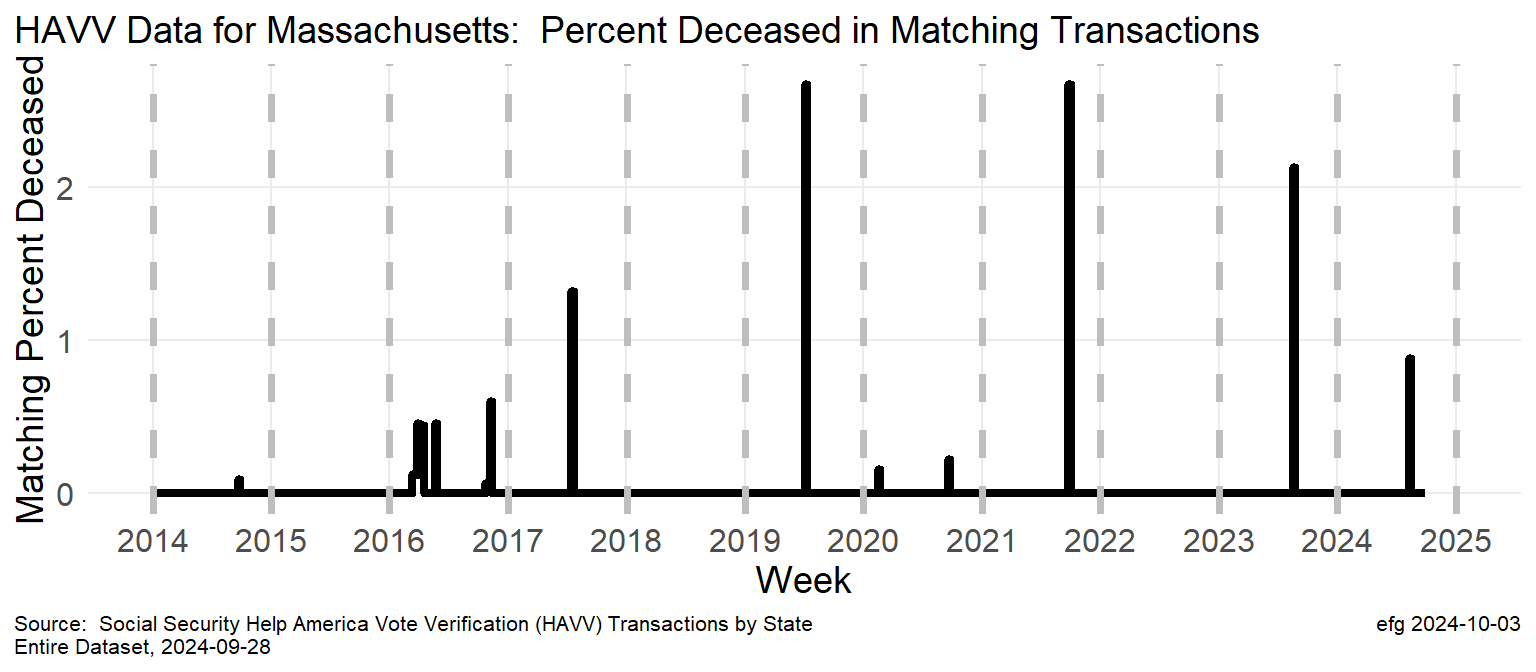 HAVV Data for Massachusetts:  Percent Deceased in Matching Transactions
Matching Percent Deceased
2
1
0
2014 2015 2016 2017 2018 2019 2020 2021 2022 2023 2024 2025
Week
Source:  Social Security Help America Vote Verification (HAVV) Transactions by State
Entire Dataset, 2024-09-28
efg 2024-10-03